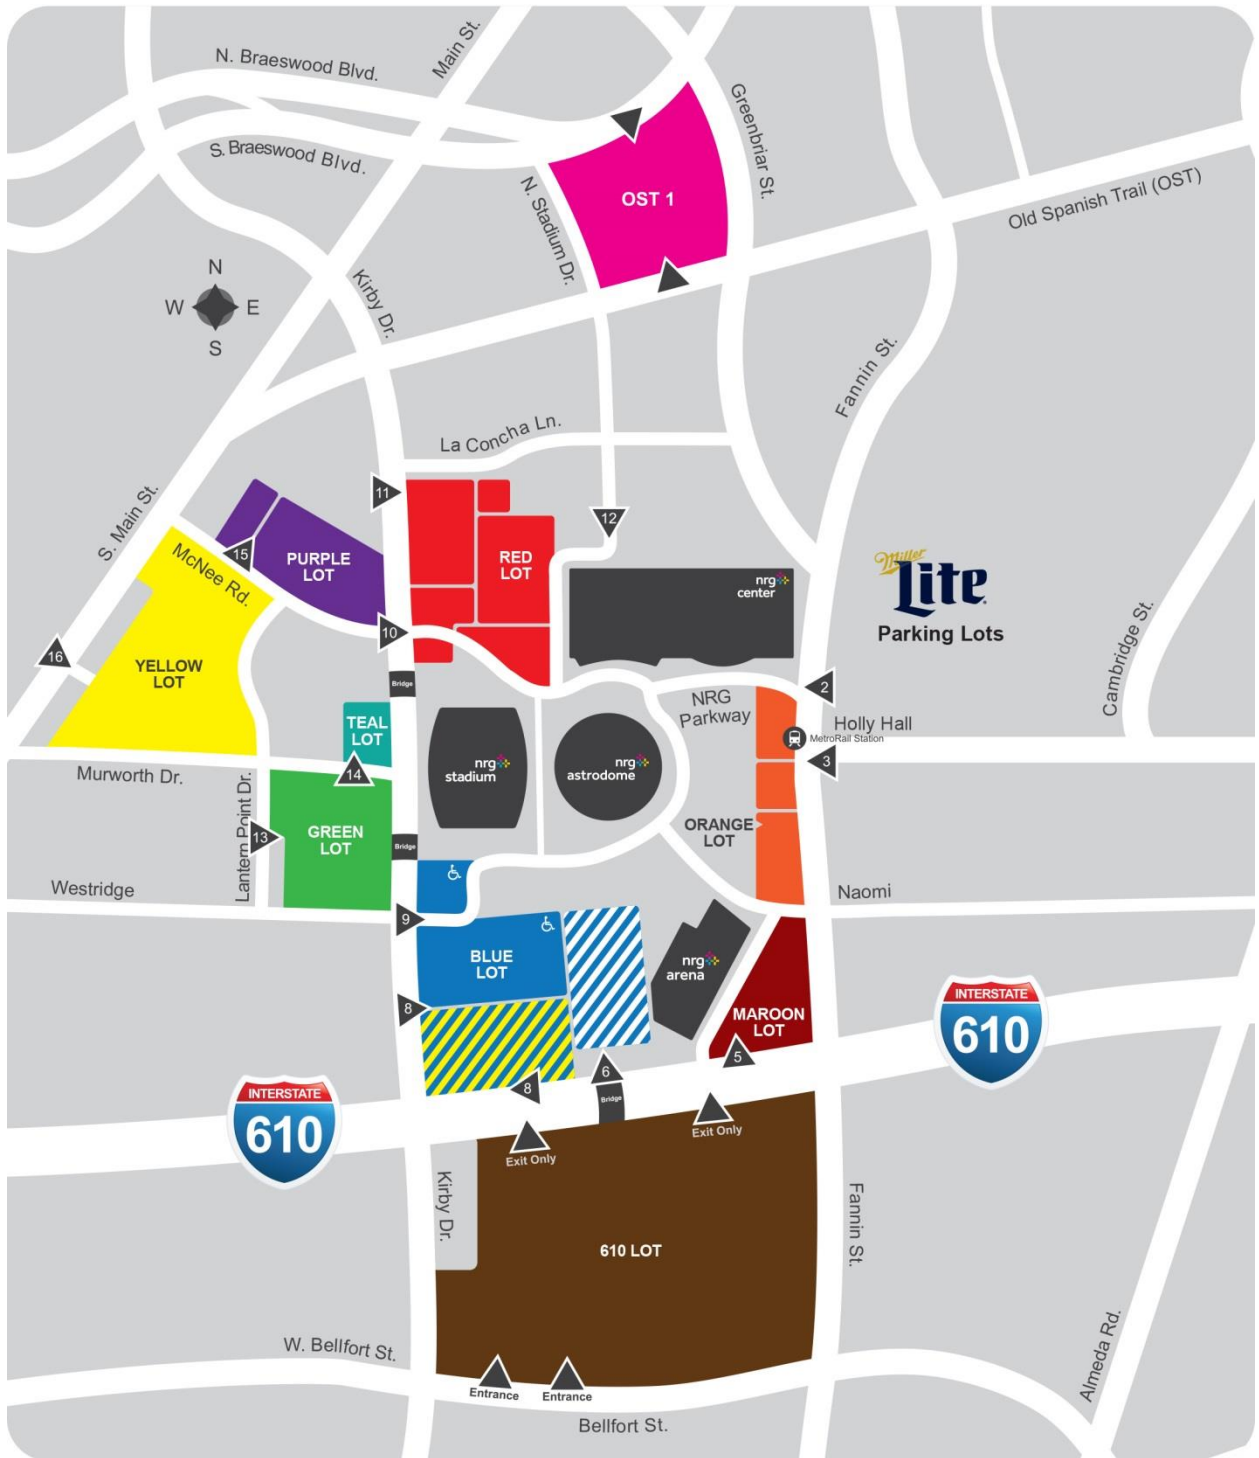 N. Braeswood Blvd.
Main St.
S. Braeswood Blvd.
Greenbriar St.
OST 1
N. Stadium Dr.
Old Spanish Trail (OST)
N
W
E
S
Kirby Dr.
Fannin St.
La Concha Ln.
S. Main St.
11
12
15
PURPLE
LOT
RED
LOT
nrg
center
Miller
Lite
Parking Lots
McNee Rd.
10
Cambridge St.
16
YELLOW
LOT
Bridge
2
NRG
Parkway
Holly Hall
MetroRail Station
TEAL
LOT
nrg
stadium
nrg
astrodome
3
Murworth Dr.
14
Lantern Point Dr.
13
GREEN
LOT
ORANGE
LOT
Bridge
Westridge
Naomi
9
BLUE
LOT
nrg
arena
8
MAROON
LOT
INTERSTATE
610
5
6
8
Bridge
INTERSTATE
610
Exit Only
Exit Only
Kirby Dr.
Fannin St.
610 LOT
W. Bellfort St.
Almeda Rd.
Entrance
Entrance
Bellfort St.